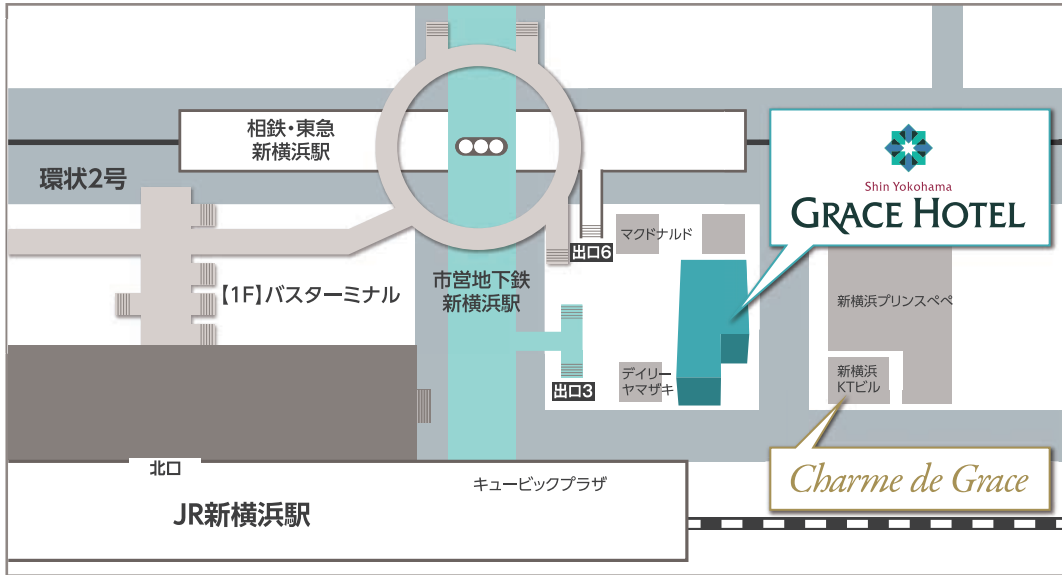 相鉄・東急
新横浜駅
環状2号
Shin Yokohama
GRACE HOTEL
マクドナルド
出口6
【1F】バスターミナル
市営地下鉄
新横浜駅
新横浜プリンスペペ
デイリー
ヤマザキ
出口3
新横浜
KTビル
北口
キュービックプラザ
Charme de Grace
JR新横浜駅